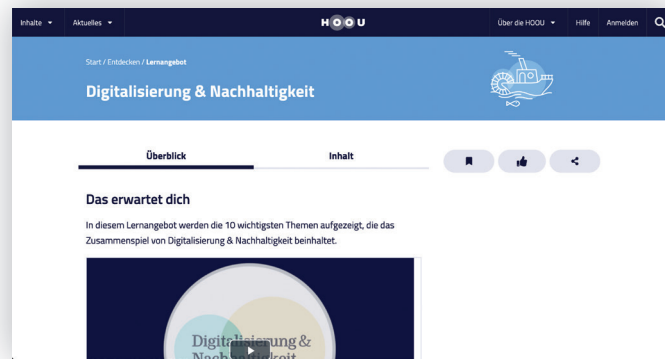 Inhalte
Aktuelles
HOOU
Über die HOOU
Hilfe
Anmelden
Start / Entdecken / Lernangebot
Digitalisierung & Nachhaltigkeit
Überblick
Inhalt
Das erwartet dich
In diesem Lernangebot werden die 10 wichtigsten Themen aufgezeigt, die das
Zusammenspiel von Digitalisierung & Nachhaltigkeit beinhaltet.
Digitalisierung &
Nachhaltigkeit